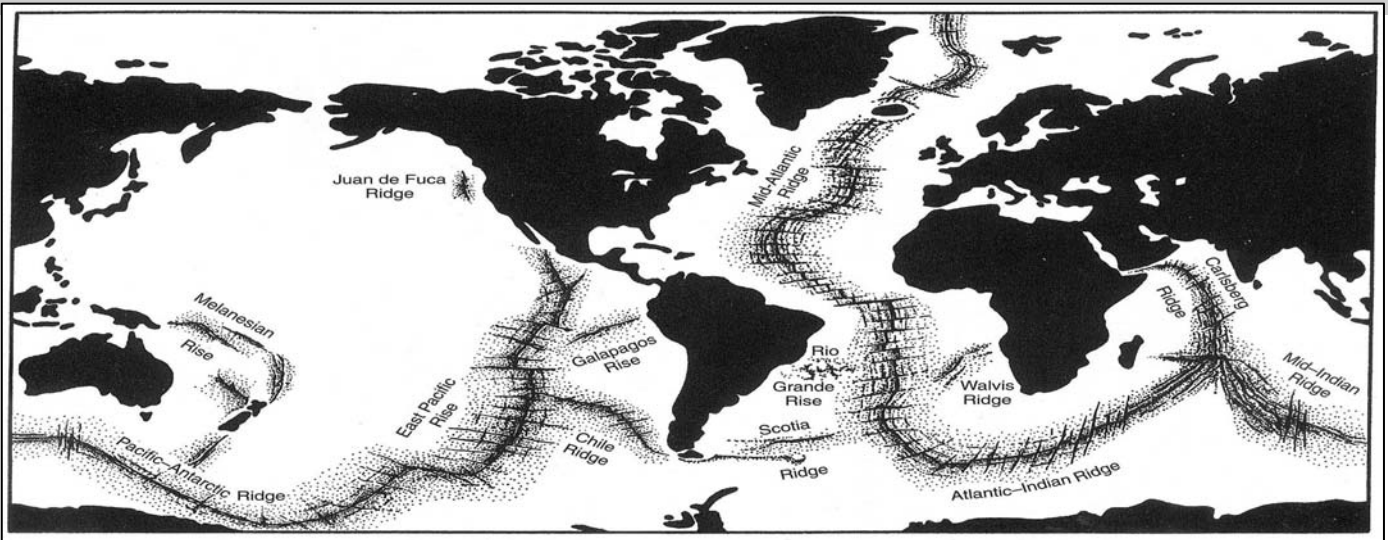 Juan de Fuca
Ridge
Mid-Atlantic
Ridge
Carlsberg
Ridge
Melanesian
Rise
Galapagos
Rise
Rio
Grande
Rise
Walvis
Ridge
Mid–Indian
Ridge
East Pacific
Rise
Chile
Ridge
Scotia
Ridge
Pacific–Antarctic Ridge
Atlantic–Indian Ridge